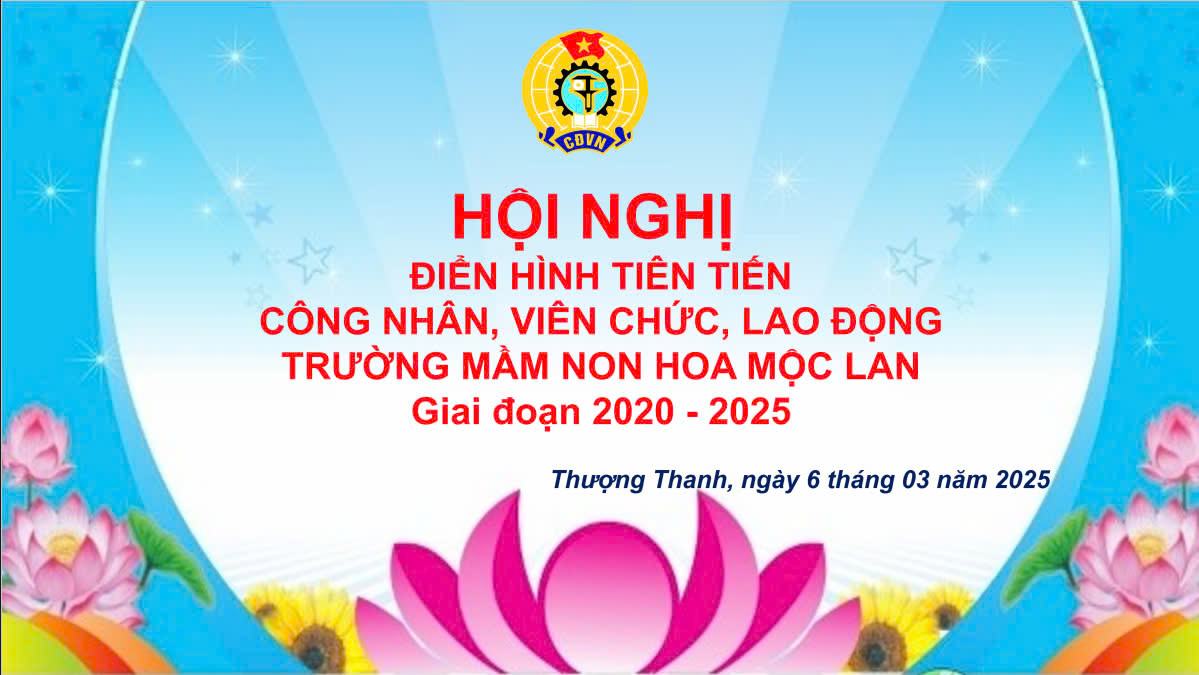 CĐVN
HỘI NGHỊ
ĐIỂN HÌNH TIÊN TIẾN
CÔNG NHÂN, VIÊN CHỨC, LAO ĐỘNG
TRƯỜNG MẦM NON HOA MỘC LAN
Giai đoạn 2020 - 2025
Thượng Thanh, ngày 6 tháng 03 năm 2025